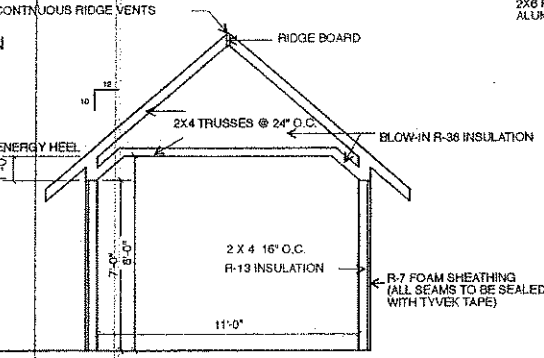 CONTNUOUS RIDGE VENTS
2X6
ALUM
RIDGE BOARD
12
10
2X4 TRUSSES @ 24" O.C.
BLOW-IN R-38 INSULATION
ENERGY HEEL
2 X 4 16" O.C.
R-13 INSULATION
7'-0"
8'-0"
R-7 FOAM SHEATHING
(ALL SEAMS TO BE SEALED
WITH TYVEK TAPE)
11'-0"